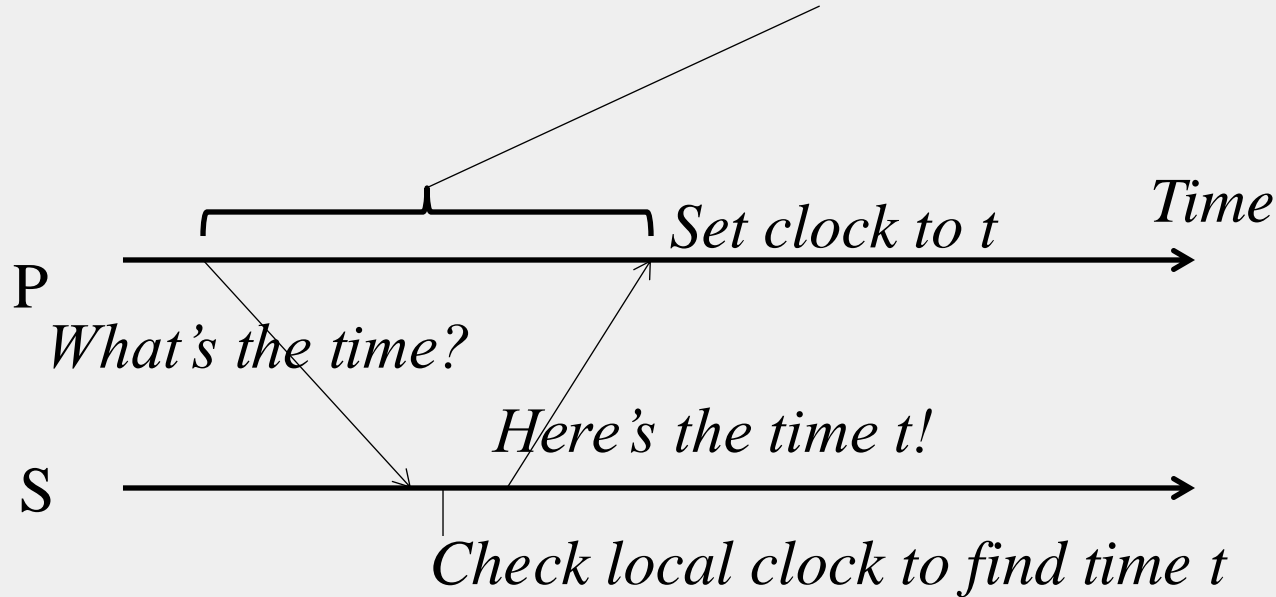 Time
Set clock to t
P
What’s the time?
Here’s the time t!
S
Check local clock to find time t